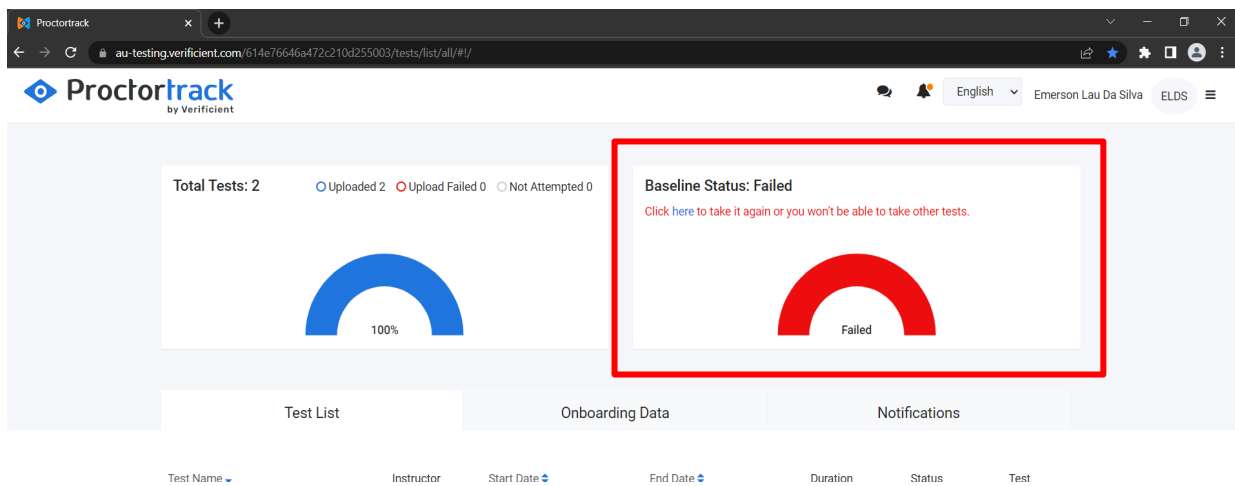 Proctortrack
au-testing.verificient.com/614e76646a472c210d255003/tests/list/all/#!/
Proctortrack
by Verificient
English
Emerson Lau Da Silva
ELDS
Total Tests: 2
Uploaded 2 Upload Failed 0 Not Attempted 0
100%
Baseline Status: Failed
Click here to take it again or you won't be able to take other tests.
Failed
Test List Onboarding Data Notifications
Test Name Instructor Start Date End Date Duration Status Test